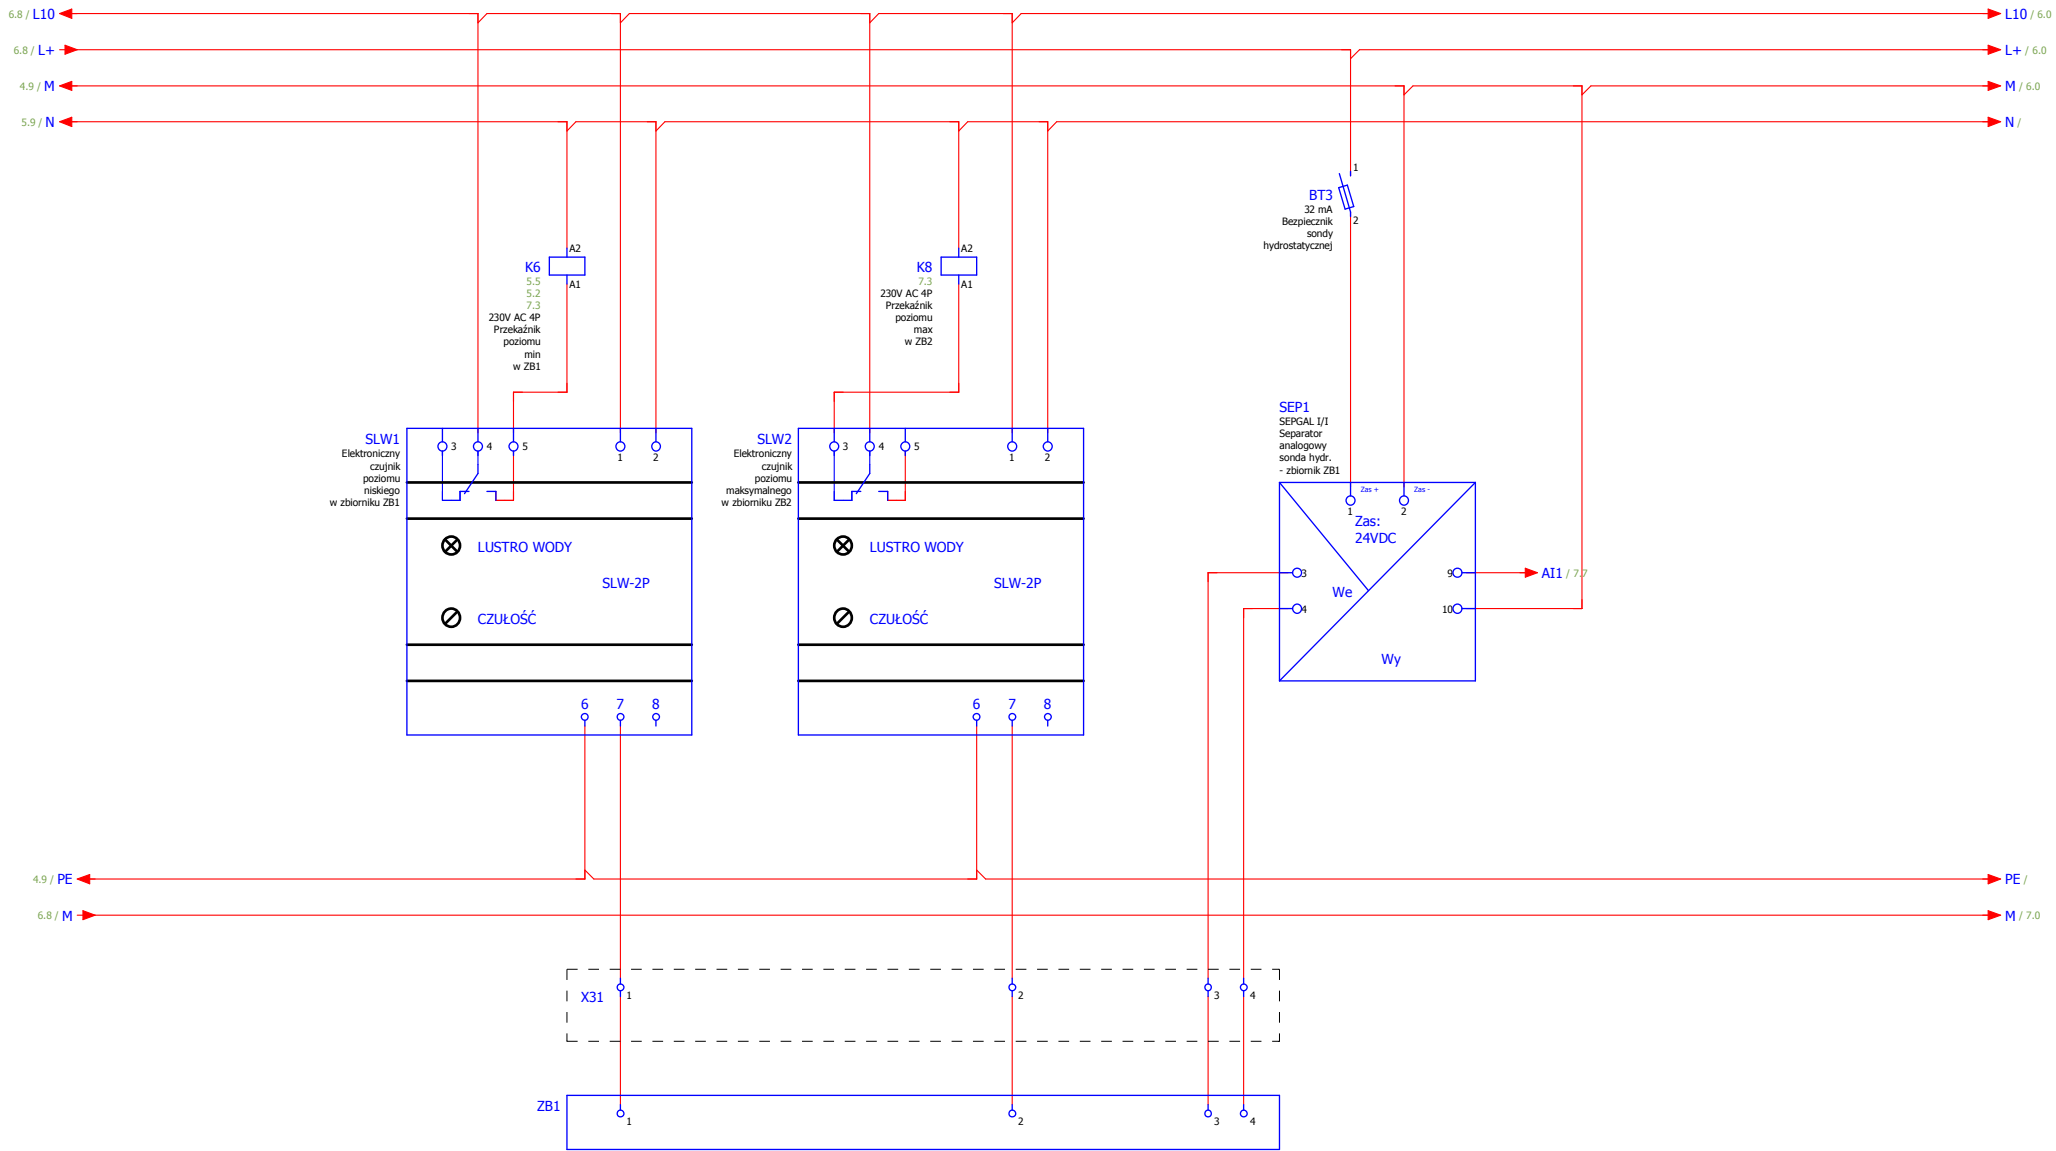 6.8 / L10
L10 / 6.0
6.8 / L+
L+ / 6.0
4.9 / M
M / 6.0
5.9 / N
N /
K6
5.5
5.2
7.3
230V AC 4P
Przekaźnik
poziomu
min
w ZB1
A2
A1
K8
7.3
230V AC 4P
Przekaźnik
poziomu
max
w ZB2
A2
A1
1
BT3
32 mA
Bezpiecznik
sondy
hydrostatycznej
2
SLW1
Elektroniczny
czujnik
poziomu
niskiego
w zbiorniku ZB1
3 4 5 1 2
LUSTRO WODY
SLW-2P
CZUŁOŚĆ
6 7 8
SLW2
Elektroniczny
czujnik
poziomu
maksymalnego
w zbiorniku ZB2
3 4 5 1 2
LUSTRO WODY
SLW-2P
CZUŁOŚĆ
6 7 8
SEP1
SEPGAL I/I
Separator
analogowy
sonda hydr.
- zbiornik ZB1
Zas + Zas -
1 2
Zas:
24VDC
3 9
AI1 / 7.7
We
4 10
Wy
4.9 / PE
PE /
6.8 / M
M / 7.0
X31
1 2 3 4
ZB1
1 2 3 4